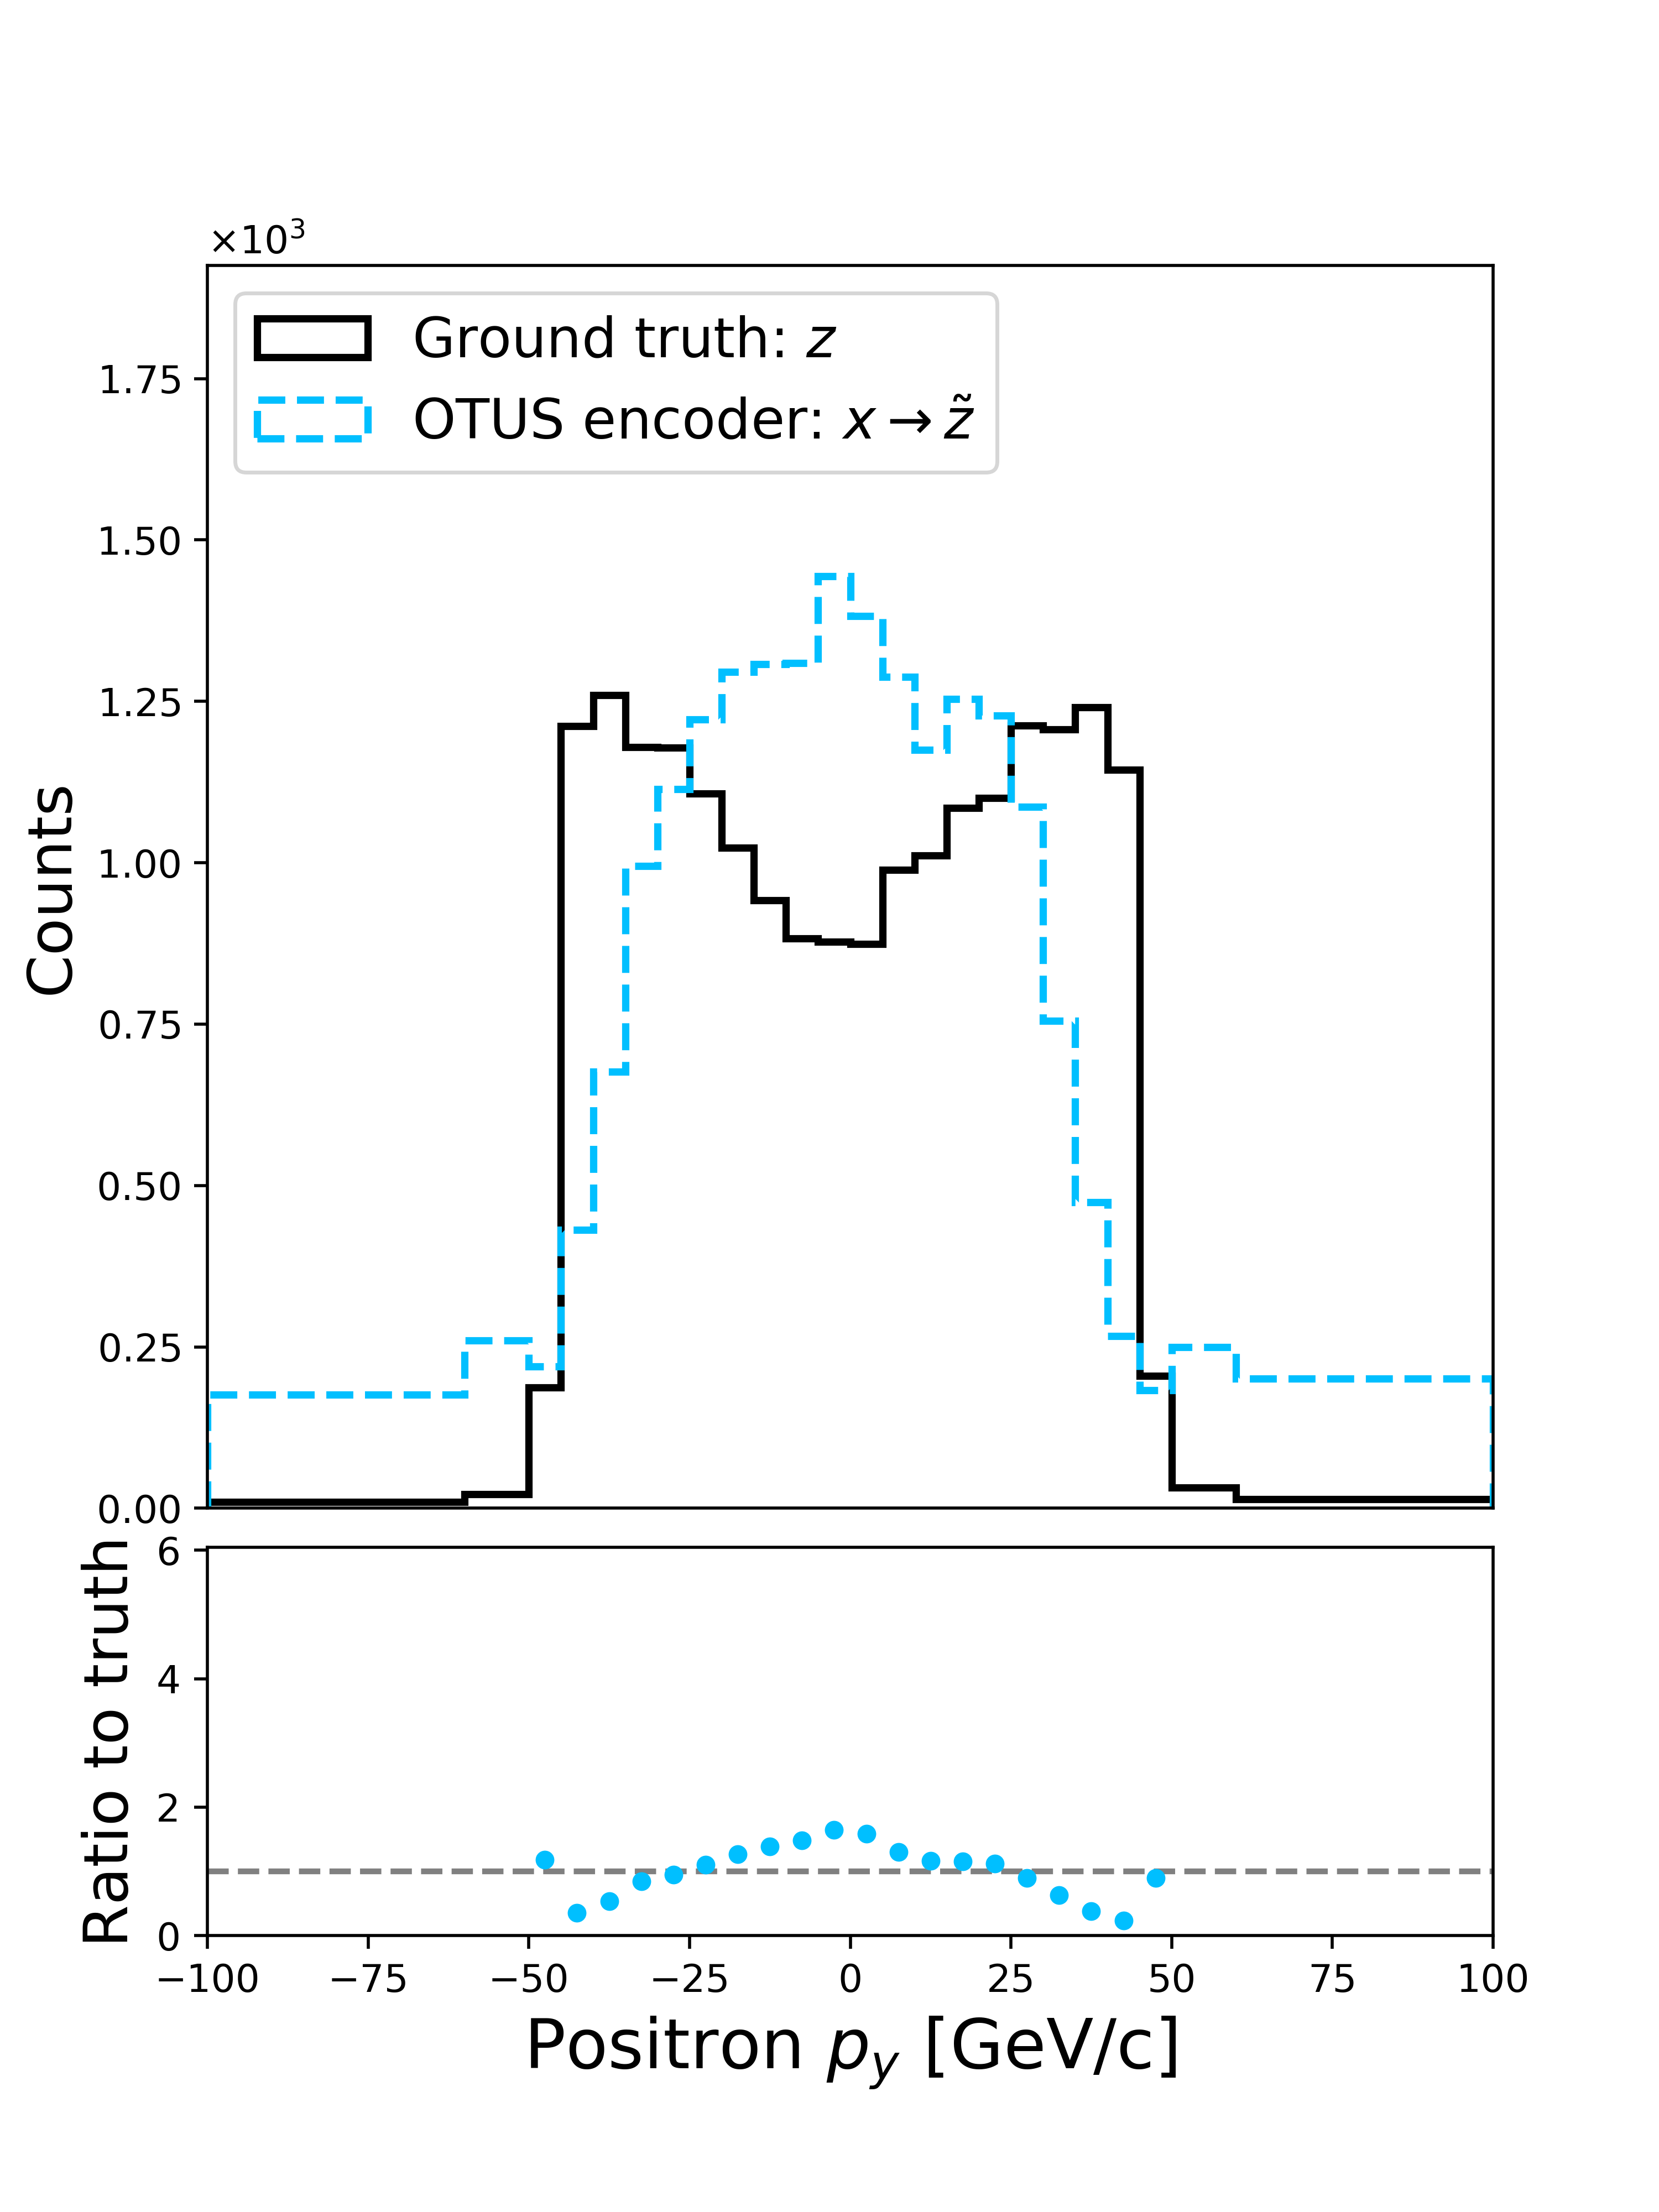 ×10³
Ground truth: z
OTUS encoder: x → z̃
1.75
1.50
1.25
1.00
0.75
0.50
0.25
0.00
Counts
6
4
2
0
Ratio to truth
−100 −75 −50 −25 0 25 50 75 100
Positron p_y [GeV/c]